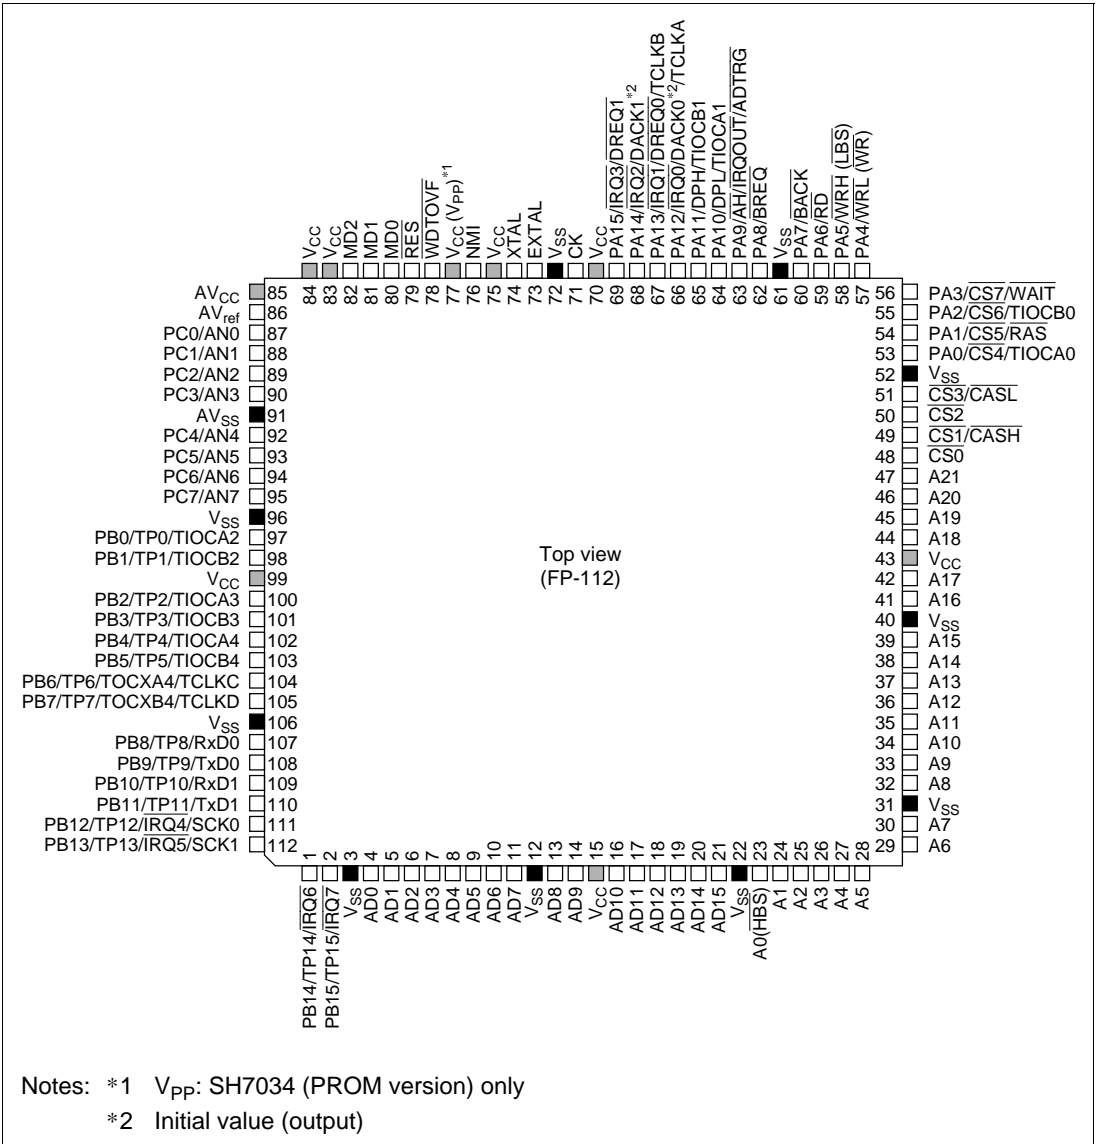 84 V̅CC
83 VCC
82 MD2
81 MD1
80 MD0
79 RES
78 WDTOVF
77 VCC (VPP)*1
76 NMI
75 VCC
74 XTAL
73 EXTAL
72 VSS
71 CK
70 VCC
69 PA15/IRQ3/DREQ1
68 PA14/IRQ2/DACK1*2
67 PA13/IRQ1/DREQ0/TCLKB
66 PA12/IRQ0/DACK0*2/TCLKA
65 PA11/DPH/TIOCB1
64 PA10/DPL/TIOCA1
63 PA9/AH/IRQOUT/ADTRG
62 PA8/BREQ
61 VSS
60 PA7/BACK
59 PA6/RD
58 PA5/WRH (LBS)
57 PA4/WRL (WR)
AVCC 85
AVref 86
PC0/AN0 87
PC1/AN1 88
PC2/AN2 89
PC3/AN3 90
AVSS 91
PC4/AN4 92
PC5/AN5 93
PC6/AN6 94
PC7/AN7 95
VSS 96
PB0/TP0/TIOCA2 97
PB1/TP1/TIOCB2 98
VCC 99
PB2/TP2/TIOCA3 100
PB3/TP3/TIOCB3 101
PB4/TP4/TIOCA4 102
PB5/TP5/TIOCB4 103
PB6/TP6/TOCXA4/TCLKC 104
PB7/TP7/TOCXB4/TCLKD 105
VSS 106
PB8/TP8/RxD0 107
PB9/TP9/TxD0 108
PB10/TP10/RxD1 109
PB11/TP11/TxD1 110
PB12/TP12/IRQ4/SCK0 111
PB13/TP13/IRQ5/SCK1 112
Top view
(FP-112)
56 PA3/CS7/WAIT
55 PA2/CS6/TIOCB0
54 PA1/CS5/RAS
53 PA0/CS4/TIOCA0
52 VSS
51 CS3/CASL
50 CS2
49 CS1/CASH
48 CS0
47 A21
46 A20
45 A19
44 A18
43 VCC
42 A17
41 A16
40 VSS
39 A15
38 A14
37 A13
36 A12
35 A11
34 A10
33 A9
32 A8
31 VSS
30 A7
29 A6
1 PB14/TP14/IRQ6
2 PB15/TP15/IRQ7
3 VSS
4 AD0
5 AD1
6 AD2
7 AD3
8 AD4
9 AD5
10 AD6
11 AD7
12 VSS
13 AD8
14 AD9
15 VCC
16 AD10
17 AD11
18 AD12
19 AD13
20 AD14
21 AD15
22 VSS
23 A0(HBS)
24 A1
25 A2
26 A3
27 A4
28 A5
Notes: *1 VPP: SH7034 (PROM version) only
*2 Initial value (output)